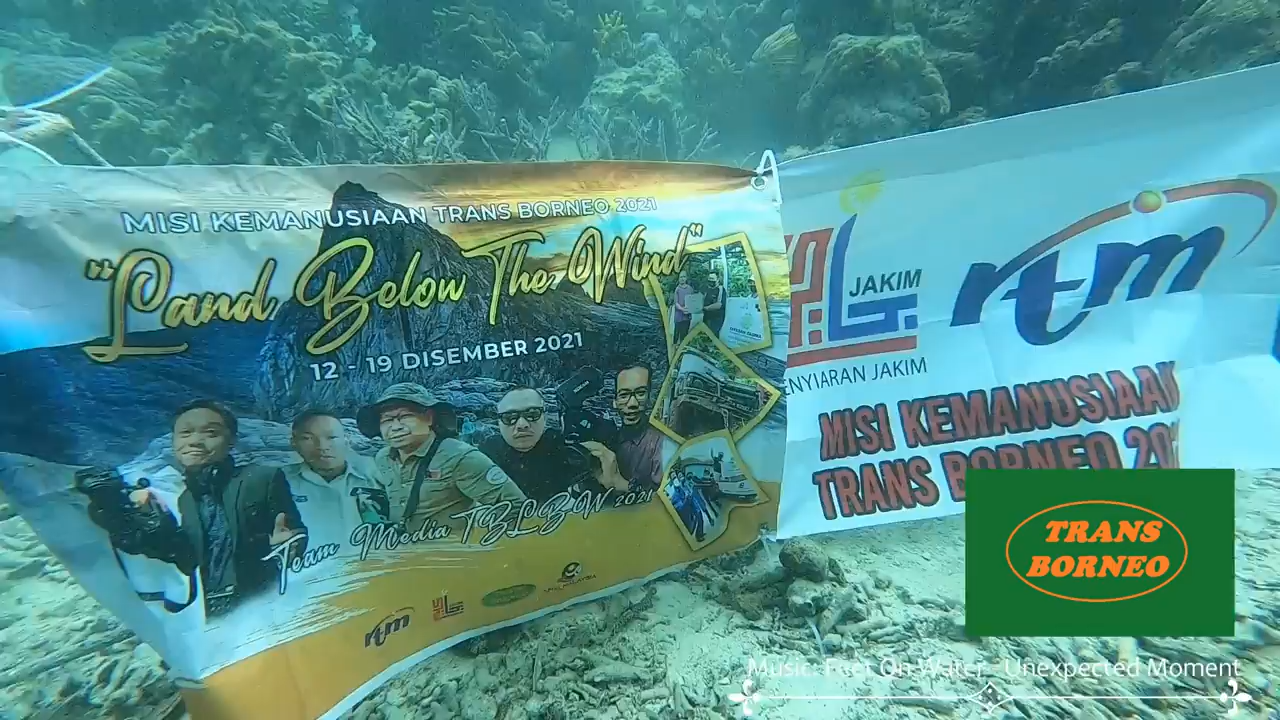 MISI KEMANUSIAAN TRANS BORNEO 2021
"Land Below The Wind"
12 - 19 DISEMBER 2021
Team Media TBLBW 2021
rtm
JAKIM
ENYIARAN JAKIM
rtm
MISI KEMANUSIAAN
TRANS BORNEO 20
TRANS
BORNEO
Music: Feet On Water - Unexpected Moment